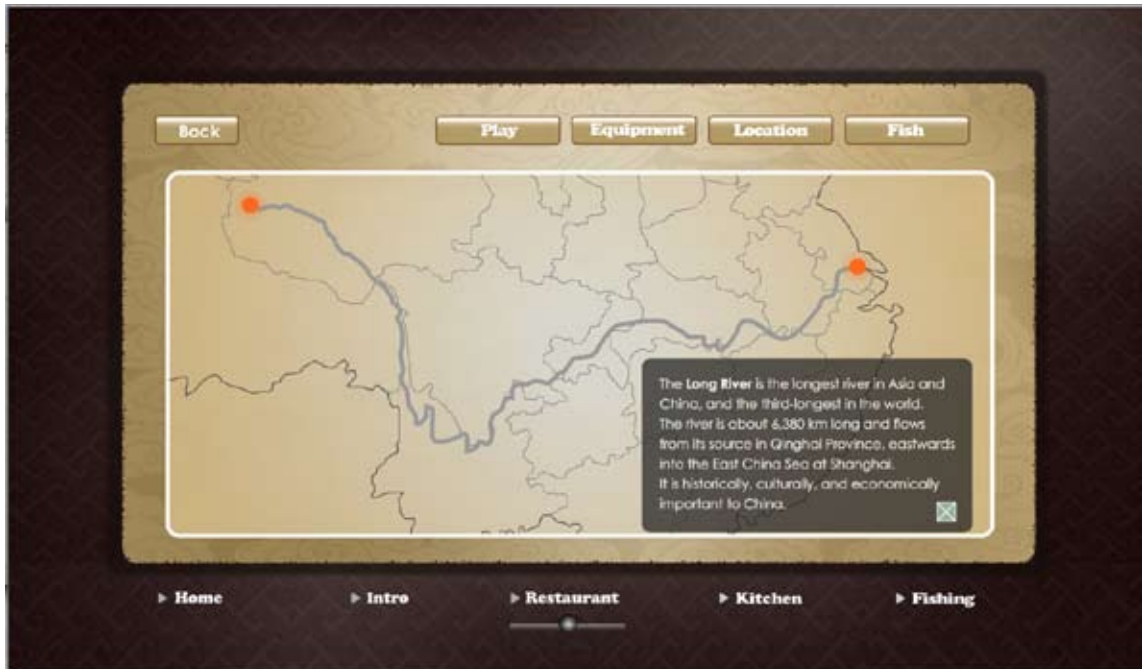 Back
Play
Equipment
Location
Fish
The Long River is the longest river in Asia and
China, and the third-longest in the world.
The river is about 6,380 km long and flows
from its source in Qinghai Province, eastwards
into the East China Sea at Shanghai.
It is historically, culturally, and economically
important to China.
Home
Intro
Restaurant
Kitchen
Fishing